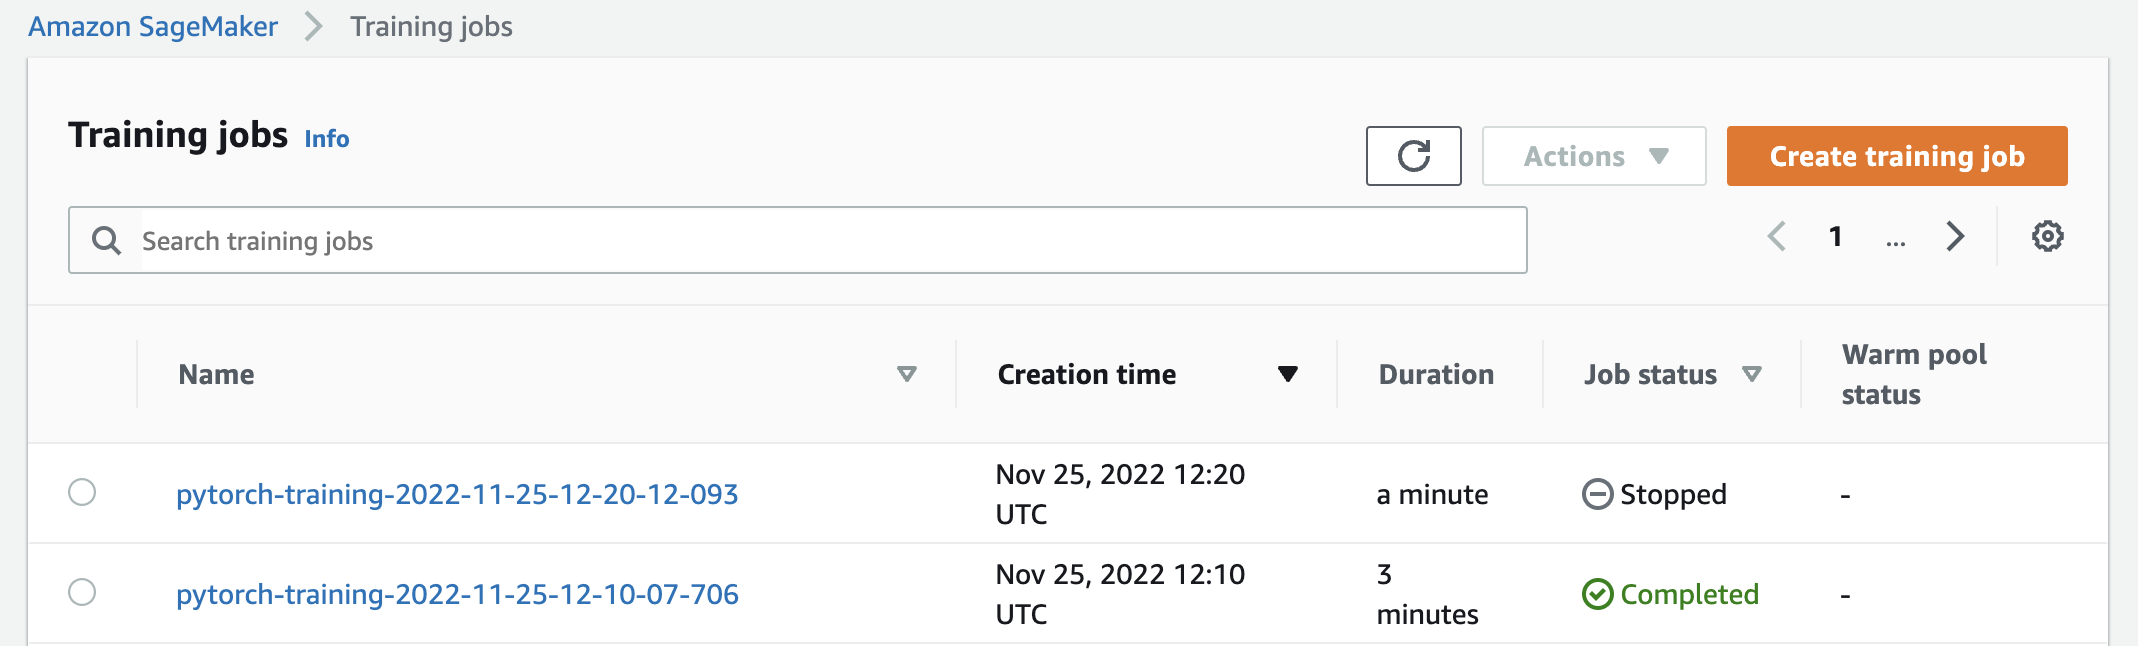 Amazon SageMaker > Training jobs
Training jobs Info
Actions
Create training job
Search training jobs
1 ...
Name
Creation time
Duration
Job status
Warm pool
status
pytorch-training-2022-11-25-12-20-12-093
Nov 25, 2022 12:20
UTC
a minute
Stopped
-
pytorch-training-2022-11-25-12-10-07-706
Nov 25, 2022 12:10
UTC
3
minutes
Completed
-